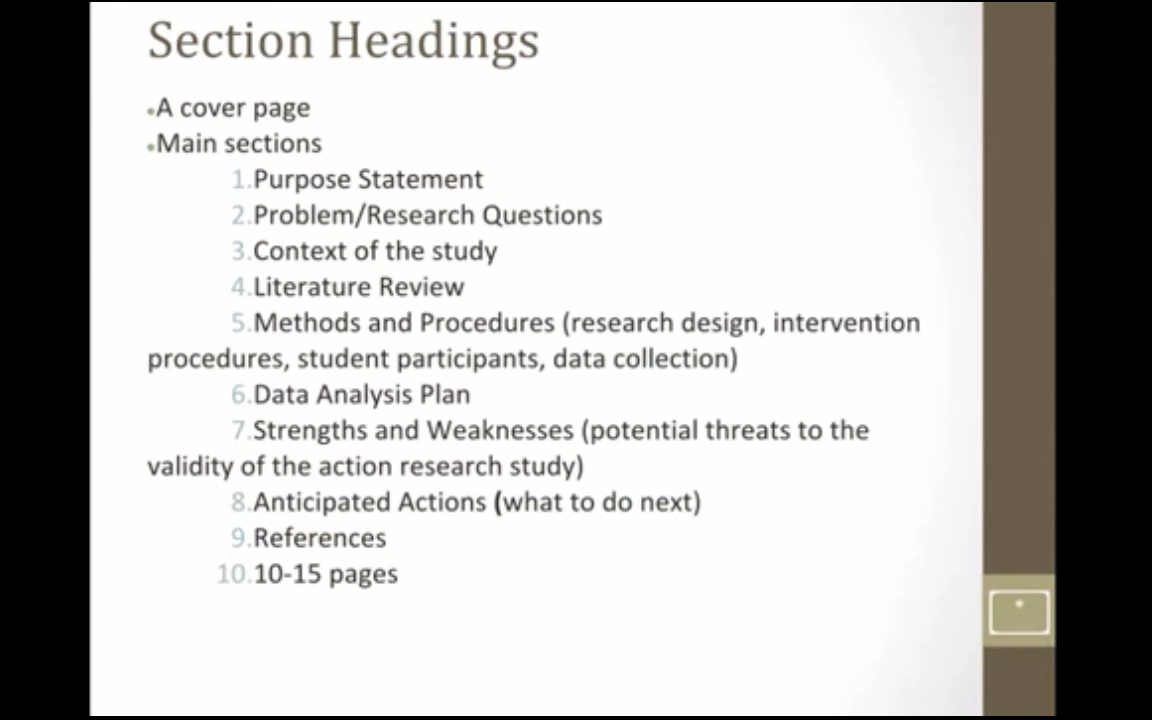 Section Headings
•A cover page
•Main sections
1.Purpose Statement
2.Problem/Research Questions
3.Context of the study
4.Literature Review
5.Methods and Procedures (research design, intervention
procedures, student participants, data collection)
6.Data Analysis Plan
7.Strengths and Weaknesses (potential threats to the
validity of the action research study)
8.Anticipated Actions (what to do next)
9.References
10.10-15 pages
*